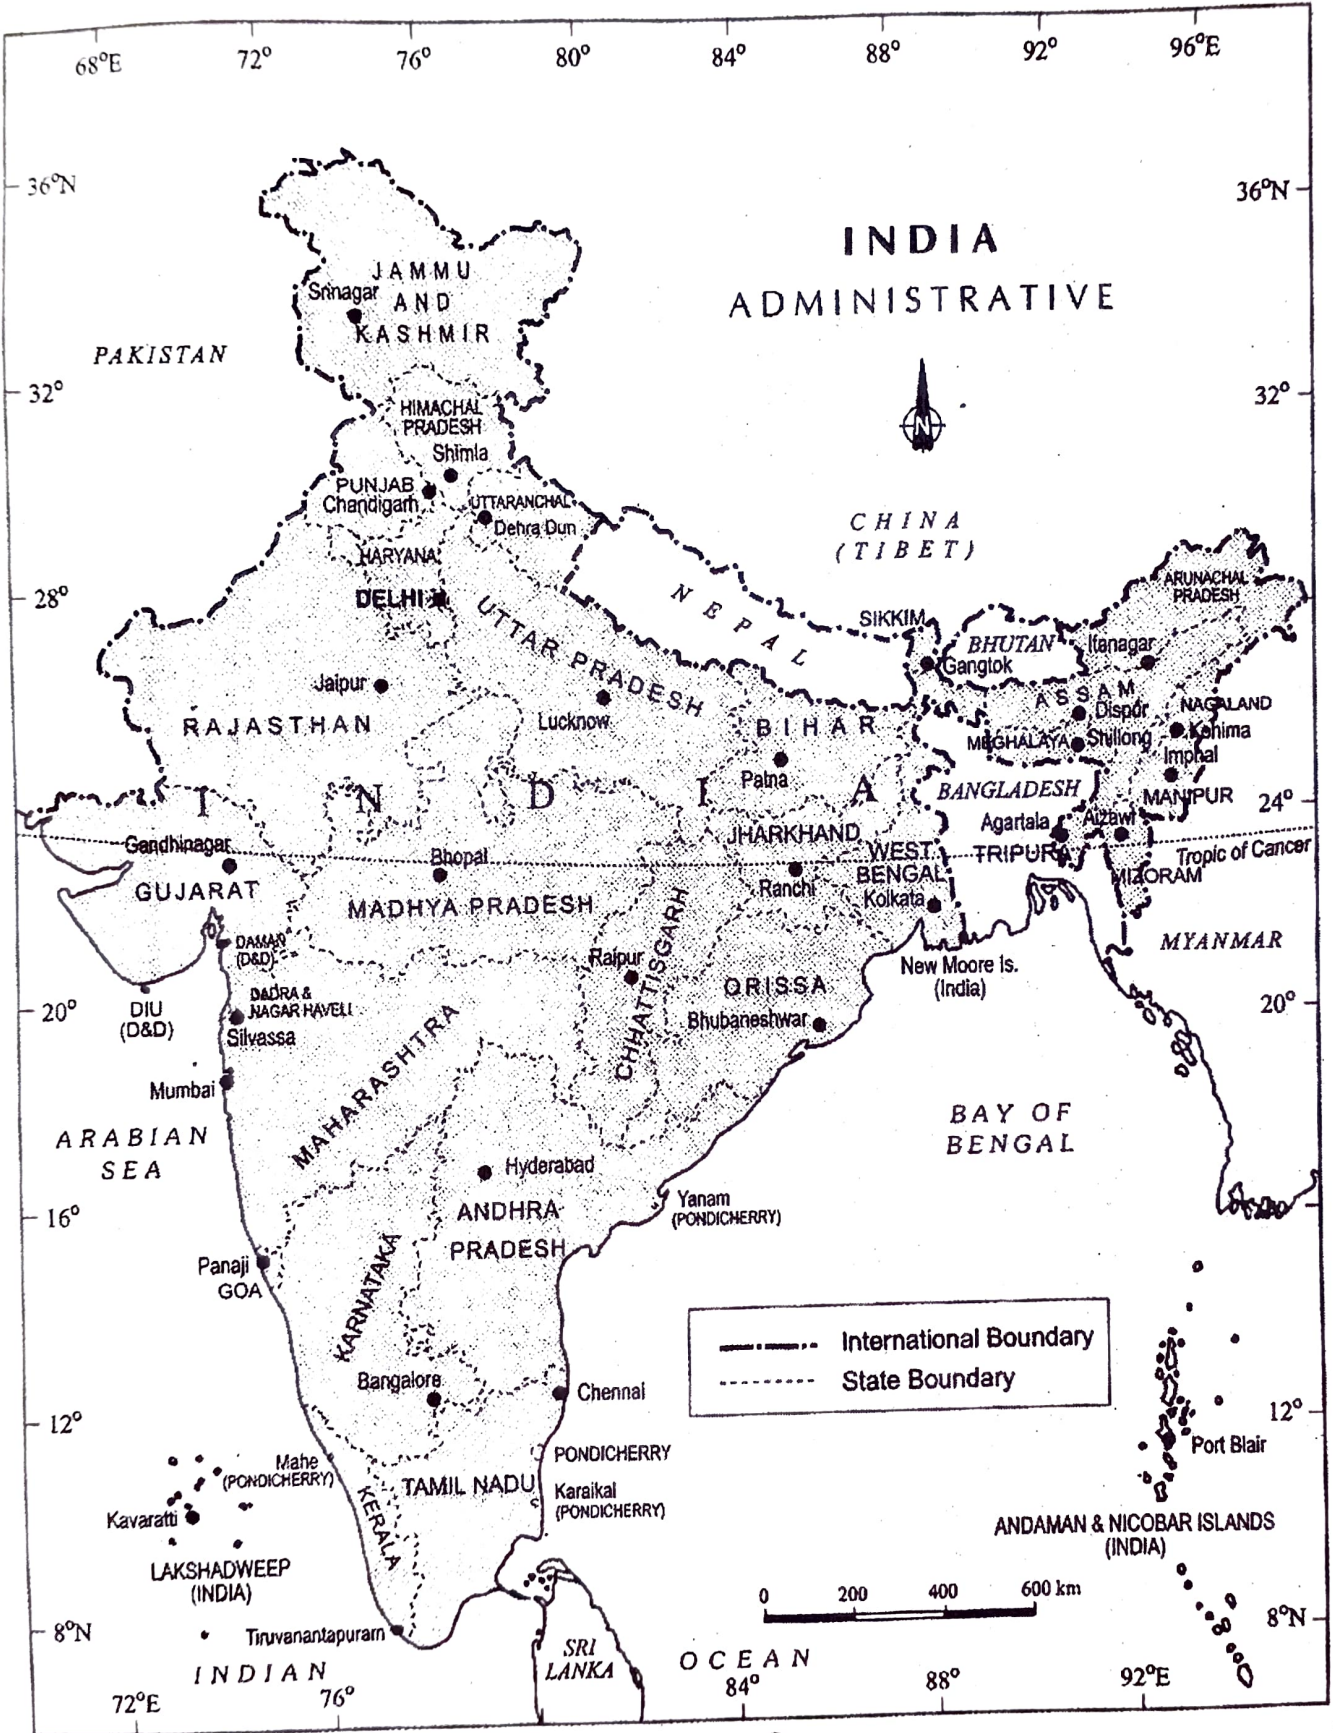 68°E 72° 76° 80° 84° 88° 92° 96°E
36°N
36°N
INDIA
ADMINISTRATIVE
JAMMU
AND
KASHMIR
Srinagar
PAKISTAN
32°
32°
N
HIMACHAL
PRADESH
Shimla
PUNJAB
Chandigarh
UTTARANCHAL
Dehra Dun
CHINA
(TIBET)
HARYANA
DELHI
28°
NEPAL
ARUNACHAL
PRADESH
SIKKIM
BHUTAN
Itanagar
Gangtok
UTTAR PRADESH
Jaipur
RAJASTHAN
Lucknow
BIHAR
Patna
ASSAM
Dispur
NAGALAND
Kohima
MEGHALAYA
Shillong
Imphal
MANIPUR
INDIA
BANGLADESH
24°
Agartala
Aizawl
TRIPURA
Tropic of Cancer
MIZORAM
Gandhinagar
GUJARAT
Bhopal
MADHYA PRADESH
JHARKHAND
Ranchi
WEST
BENGAL
Kolkata
MYANMAR
DAMAN
(D&D)
DIU
(D&D)
DADRA &
NAGAR HAVELI
Silvassa
Raipur
CHHATTISGARH
ORISSA
Bhubaneshwar
New Moore Is.
(India)
20°
20°
Mumbai
MAHARASHTRA
ARABIAN
SEA
BAY OF
BENGAL
Hyderabad
ANDHRA
PRADESH
Yanam
(PONDICHERRY)
16°
Panaji
GOA
KARNATAKA
International Boundary
State Boundary
Bangalore
Chennai
12°
12°
Mahe
(PONDICHERRY)
PONDICHERRY
TAMIL NADU
Karaikal
(PONDICHERRY)
KERALA
Port Blair
Kavaratti
LAKSHADWEEP
(INDIA)
ANDAMAN & NICOBAR ISLANDS
(INDIA)
0 200 400 600 km
8°N
8°N
Tiruvanantapuram
SRI
LANKA
INDIAN
OCEAN
72°E 76° 84° 88° 92°E